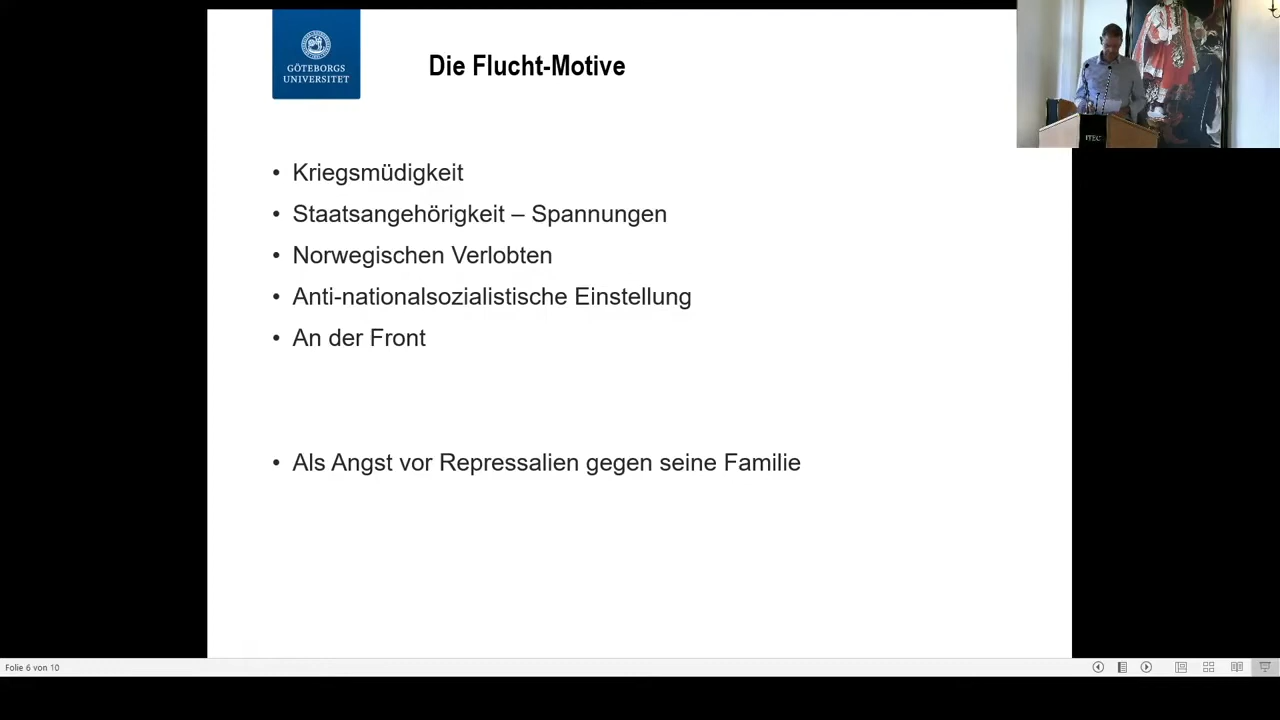 GÖTEBORGS
UNIVERSITET
Die Flucht-Motive
• Kriegsmüdigkeit
• Staatsangehörigkeit – Spannungen
• Norwegischen Verlobten
• Anti-nationalsozialistische Einstellung
• An der Front
• Als Angst vor Repressalien gegen seine Familie
ITEC
Folie 6 von 10